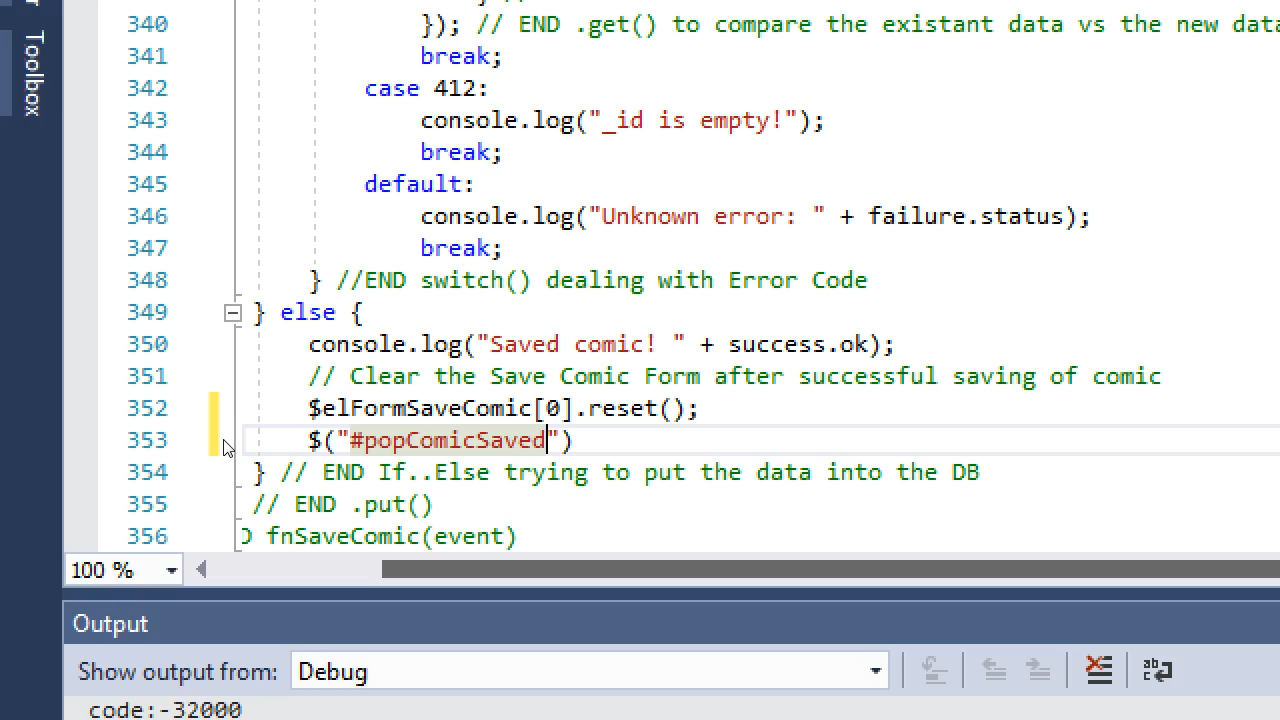 Toolbox
340 }); // END .get() to compare the existant data vs the new data
341 break;
342 case 412:
343 console.log("_id is empty!");
344 break;
345 default:
346 console.log("Unknown error: " + failure.status);
347 break;
348 } //END switch() dealing with Error Code
349 } else {
350 console.log("Saved comic! " + success.ok);
351 // Clear the Save Comic Form after successful saving of comic
352 $elFormSaveComic[0].reset();
353 $("#popComicSaved")
354 } // END If..Else trying to put the data into the DB
355 // END .put()
356 D fnSaveComic(event)
100 %
Output
Show output from: Debug
code:-32000